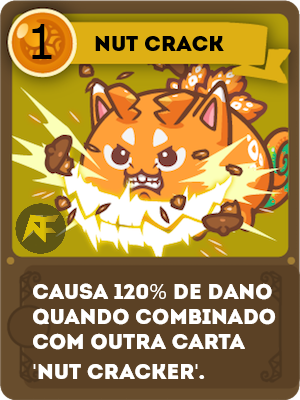 1
NUT CRACK
AF
CAUSA 120% DE DANO
QUANDO COMBINADO
COM OUTRA CARTA
'NUT CRACKER'.